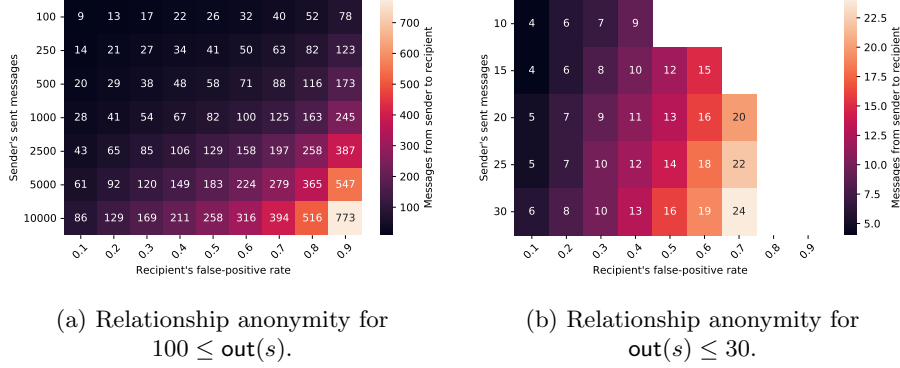 100 9 13 17 22 26 32 40 52 78
250 14 21 27 34 41 50 63 82 123
500 20 29 38 48 58 71 88 116 173
1000 28 41 54 67 82 100 125 163 245
2500 43 65 85 106 129 158 197 258 387
5000 61 92 120 149 183 224 279 365 547
10000 86 129 169 211 258 316 394 516 773
0.1 0.2 0.3 0.4 0.5 0.6 0.7 0.8 0.9
Recipient's false-positive rate
Sender's sent messages
700
600
500
400
300
200
100
Messages from sender to recipient
(a) Relationship anonymity for
100 ≤ out(s).
10 4 6 7 9
15 4 6 8 10 12 15
20 5 7 9 11 13 16 20
25 5 7 10 12 14 18 22
30 6 8 10 13 16 19 24
0.1 0.2 0.3 0.4 0.5 0.6 0.7 0.8 0.9
Recipient's false-positive rate
Sender's sent messages
22.5
20.0
17.5
15.0
12.5
10.0
7.5
5.0
Messages from sender to recipient
(b) Relationship anonymity for
out(s) ≤ 30.